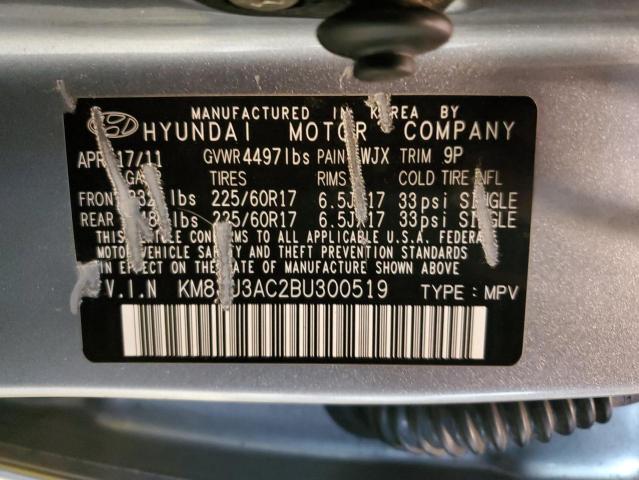 MANUFACTURED IN KOREA BY
HYUNDAI MOTOR COMPANY
APR 17/11 GVWR 4497lbs PAINT WJX TRIM 9P
TIRES RIMS COLD TIRE INFL
FRONT lbs 225/60R17 6.5JX17 33psi SINGLE
REAR lbs 225/60R17 6.5JX17 33psi SINGLE
THIS VEHICLE CONFORMS TO ALL APPLICABLE U.S.A. FEDERAL
MOTOR VEHICLE SAFETY AND THEFT PREVENTION STANDARDS
IN EFFECT ON THE DATE OF MANUFACTURE SHOWN ABOVE
V.I.N KM8 U3AC2BU300519 TYPE : MPV